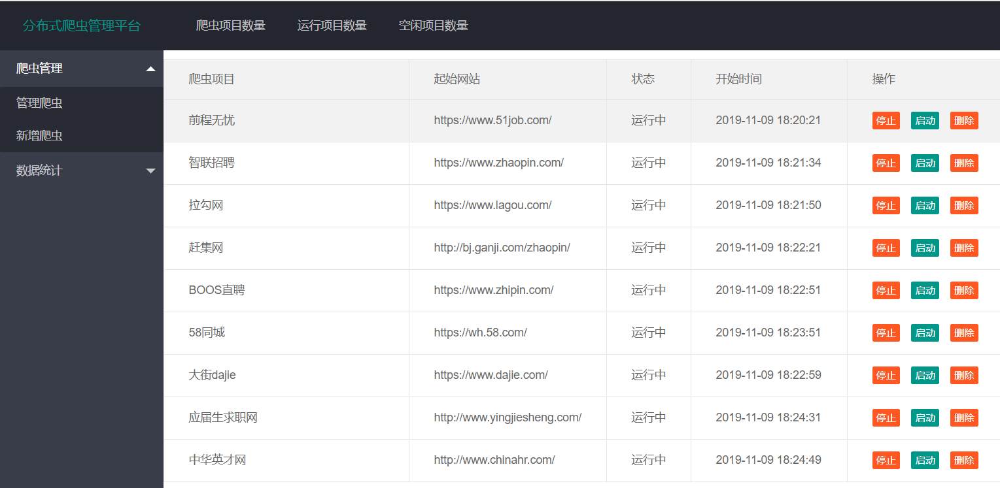 分布式爬虫管理平台 爬虫项目数量 运行项目数量 空闲项目数量
爬虫管理
管理爬虫
新增爬虫
数据统计
爬虫项目 起始网站 状态 开始时间 操作
前程无忧 https://www.51job.com/ 运行中 2019-11-09 18:20:21 停止 启动 删除
智联招聘 https://www.zhaopin.com/ 运行中 2019-11-09 18:21:34 停止 启动 删除
拉勾网 https://www.lagou.com/ 运行中 2019-11-09 18:21:50 停止 启动 删除
赶集网 http://bj.ganji.com/zhaopin/ 运行中 2019-11-09 18:22:21 停止 启动 删除
BOOS直聘 https://www.zhipin.com/ 运行中 2019-11-09 18:22:51 停止 启动 删除
58同城 https://wh.58.com/ 运行中 2019-11-09 18:23:51 停止 启动 删除
大街dajie https://www.dajie.com/ 运行中 2019-11-09 18:22:59 停止 启动 删除
应届生求职网 http://www.yingjiesheng.com/ 运行中 2019-11-09 18:24:31 停止 启动 删除
中华英才网 http://www.chinahr.com/ 运行中 2019-11-09 18:24:49 停止 启动 删除